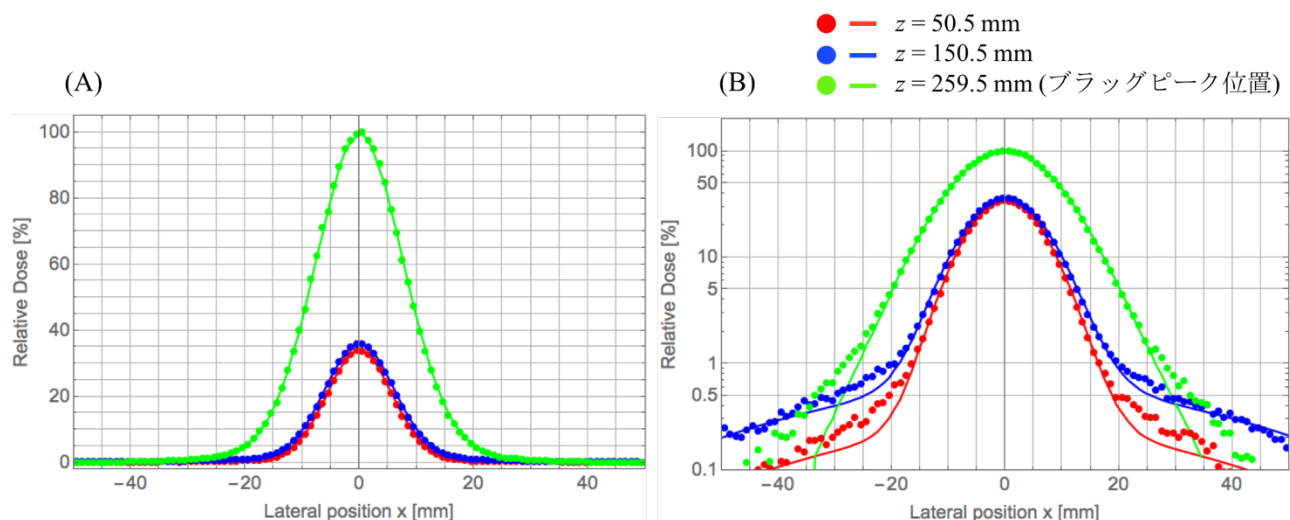 z = 50.5 mm
z = 150.5 mm
z = 259.5 mm (ブラッグピーク位置)
(A)
(B)
Relative Dose [%]
100
80
60
40
20
0
−40
−20
0
20
40
Lateral position x [mm]
Relative Dose [%]
100
50
10
5
1
0.5
0.1
−40
−20
0
20
40
Lateral position x [mm]